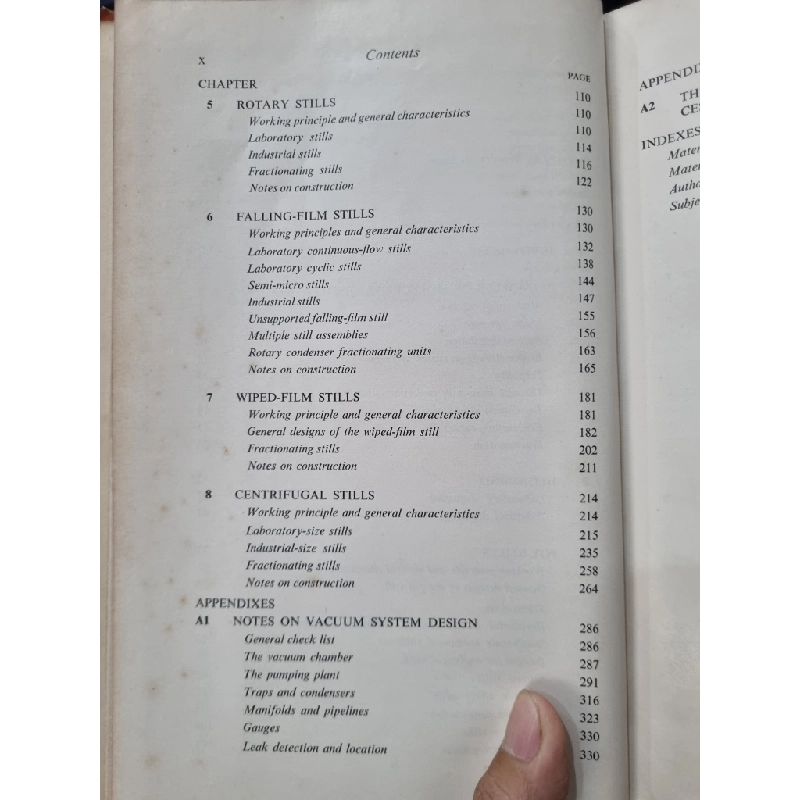 x Contents
CHAPTER PAGE
5 ROTARY STILLS 110
Working principle and general characteristics 110
Laboratory stills 110
Industrial stills 114
Fractionating stills 116
Notes on construction 122
6 FALLING-FILM STILLS 130
Working principles and general characteristics 130
Laboratory continuous-flow stills 132
Laboratory cyclic stills 138
Semi-micro stills 144
Industrial stills 147
Unsupported falling-film still 155
Multiple still assemblies 156
Rotary condenser fractionating units 163
Notes on construction 165
7 WIPED-FILM STILLS 181
Working principle and general characteristics 181
General designs of the wiped-film still 182
Fractionating stills 202
Notes on construction 211
8 CENTRIFUGAL STILLS 214
Working principle and general characteristics 214
Laboratory-size stills 215
Industrial-size stills 235
Fractionating stills 258
Notes on construction 264
APPENDIXES
A1 NOTES ON VACUUM SYSTEM DESIGN 286
General check list 286
The vacuum chamber 287
The pumping plant 291
Traps and condensers 316
Manifolds and pipelines 323
Gauges 330
Leak detection and location 330
APPENDI
A2 TH
CE
INDEXES
Mater
Mater
Autho
Subje